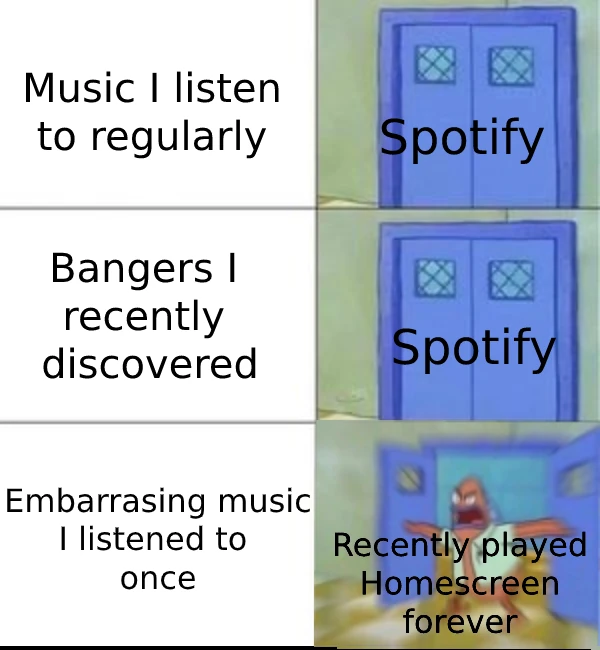 Music I listen
to regularly
Spotify
Bangers I
recently
discovered
Spotify
Embarrasing music
I listened to
once
Recently played
Homescreen
forever